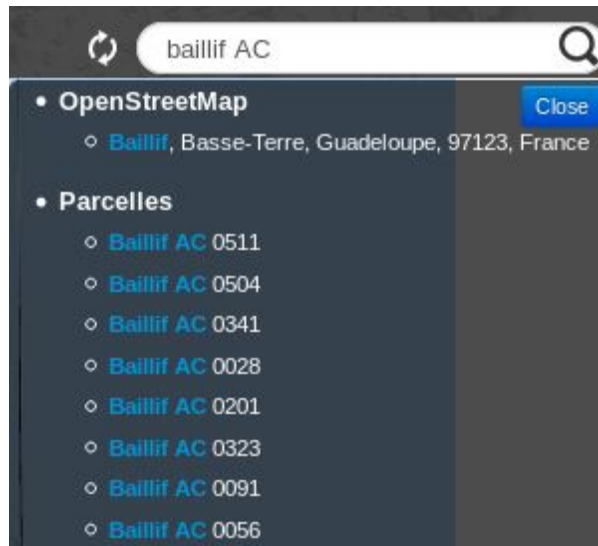 baillif AC
OpenStreetMap
Close
Baillif, Basse-Terre, Guadeloupe, 97123, France
Parcelles
Baillif AC 0511
Baillif AC 0504
Baillif AC 0341
Baillif AC 0028
Baillif AC 0201
Baillif AC 0323
Baillif AC 0091
Baillif AC 0056